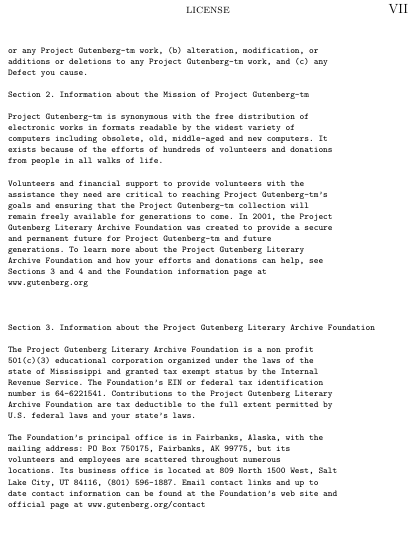 LICENSE VII
or any Project Gutenberg-tm work, (b) alteration, modification, or
additions or deletions to any Project Gutenberg-tm work, and (c) any
Defect you cause.
Section 2. Information about the Mission of Project Gutenberg-tm
Project Gutenberg-tm is synonymous with the free distribution of
electronic works in formats readable by the widest variety of
computers including obsolete, old, middle-aged and new computers. It
exists because of the efforts of hundreds of volunteers and donations
from people in all walks of life.
Volunteers and financial support to provide volunteers with the
assistance they need are critical to reaching Project Gutenberg-tm's
goals and ensuring that the Project Gutenberg-tm collection will
remain freely available for generations to come. In 2001, the Project
Gutenberg Literary Archive Foundation was created to provide a secure
and permanent future for Project Gutenberg-tm and future
generations. To learn more about the Project Gutenberg Literary
Archive Foundation and how your efforts and donations can help, see
Sections 3 and 4 and the Foundation information page at
www.gutenberg.org
Section 3. Information about the Project Gutenberg Literary Archive Foundation
The Project Gutenberg Literary Archive Foundation is a non profit
501(c)(3) educational corporation organized under the laws of the
state of Mississippi and granted tax exempt status by the Internal
Revenue Service. The Foundation's EIN or federal tax identification
number is 64-6221541. Contributions to the Project Gutenberg Literary
Archive Foundation are tax deductible to the full extent permitted by
U.S. federal laws and your state's laws.
The Foundation's principal office is in Fairbanks, Alaska, with the
mailing address: PO Box 750175, Fairbanks, AK 99775, but its
volunteers and employees are scattered throughout numerous
locations. Its business office is located at 809 North 1500 West, Salt
Lake City, UT 84116, (801) 596-1887. Email contact links and up to
date contact information can be found at the Foundation's web site and
official page at www.gutenberg.org/contact